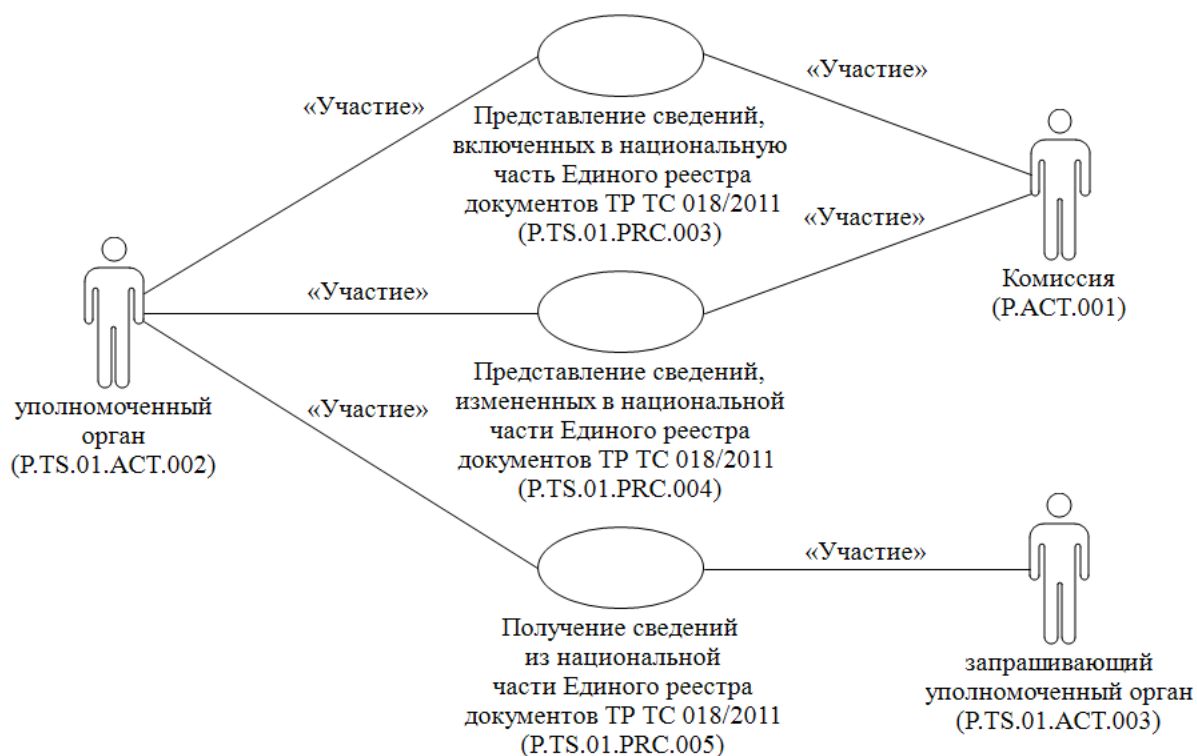 «Участие»
«Участие»
Представление сведений,
включенных в национальную
часть Единого реестра
документов ТР ТС 018/2011
(P.TS.01.PRC.003)
«Участие»
«Участие»
Комиссия
(P.ACT.001)
Представление сведений,
измененных в национальной
части Единого реестра
документов ТР ТС 018/2011
(P.TS.01.PRC.004)
уполномоченный
орган
(P.TS.01.ACT.002)
«Участие»
«Участие»
Получение сведений
из национальной
части Единого реестра
документов ТР ТС 018/2011
(P.TS.01.PRC.005)
запрашивающий
уполномоченный орган
(P.TS.01.ACT.003)